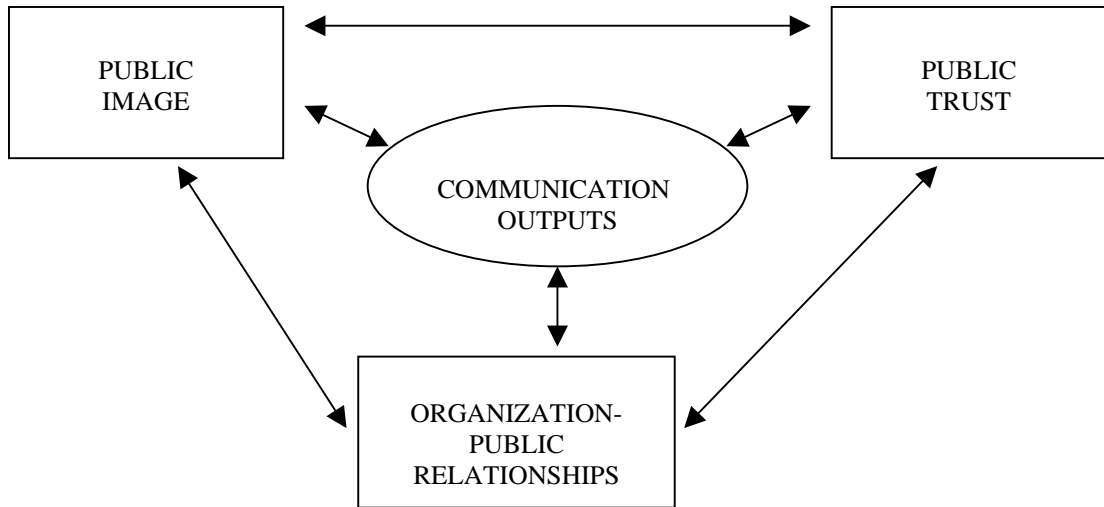 PUBLIC
IMAGE
PUBLIC
TRUST
COMMUNICATION
OUTPUTS
ORGANIZATION-
PUBLIC
RELATIONSHIPS